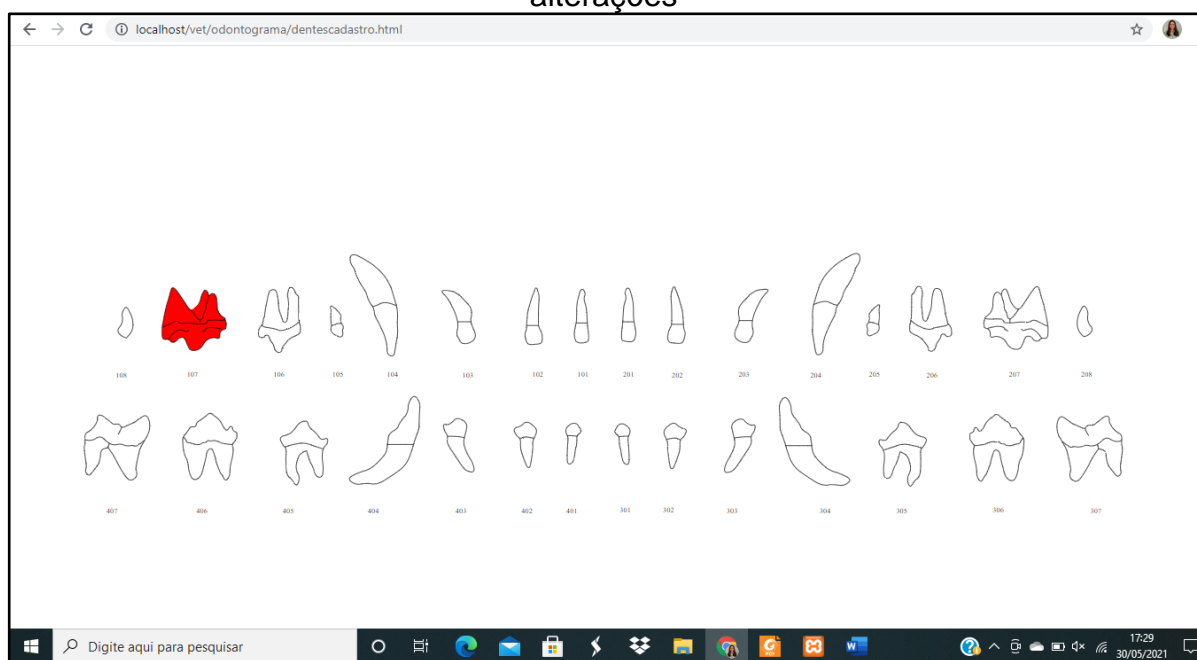 alterações
localhost/vet/odontograma/dentescadastro.html
108 107 106 105 104 103 102 101 201 202 203 204 205 206 207 208
407 406 405 404 403 402 401 301 302 303 304 305 306 307
Digite aqui para pesquisar
17:29
30/05/2021